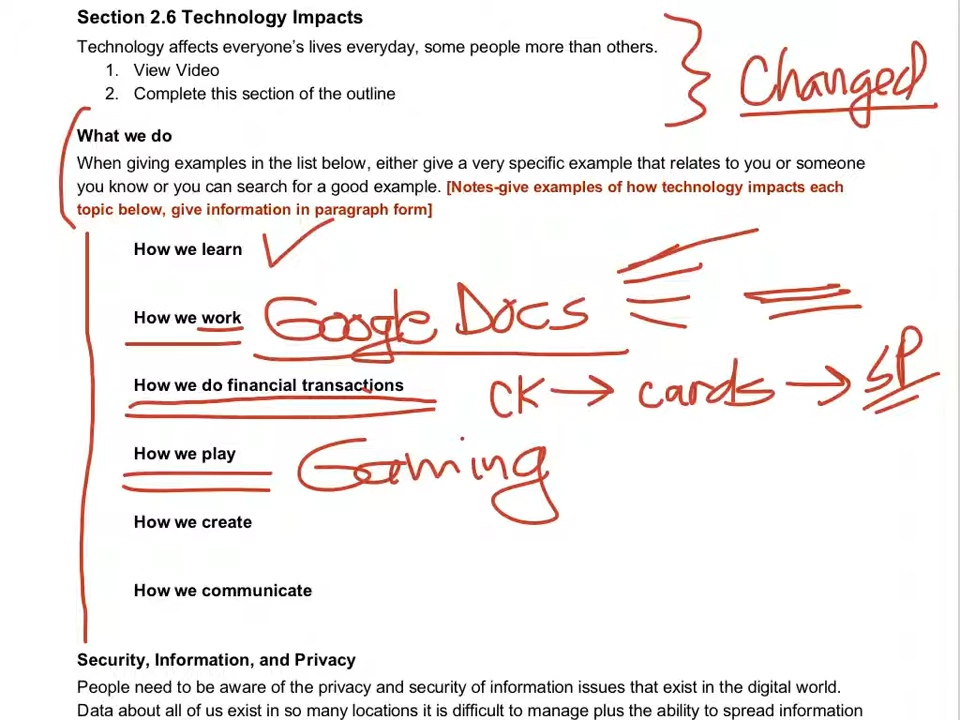 Section 2.6 Technology Impacts
Technology affects everyone's lives everyday, some people more than others.
1. View Video
2. Complete this section of the outline
Changed
What we do
When giving examples in the list below, either give a very specific example that relates to you or someone
you know or you can search for a good example. [Notes-give examples of how technology impacts each
topic below, give information in paragraph form]
How we learn
How we work Google Docs
How we do financial transactions CK → cards → SP
How we play Gaming
How we create
How we communicate
Security, Information, and Privacy
People need to be aware of the privacy and security of information issues that exist in the digital world.
Data about all of us exist in so many locations it is difficult to manage plus the ability to spread information